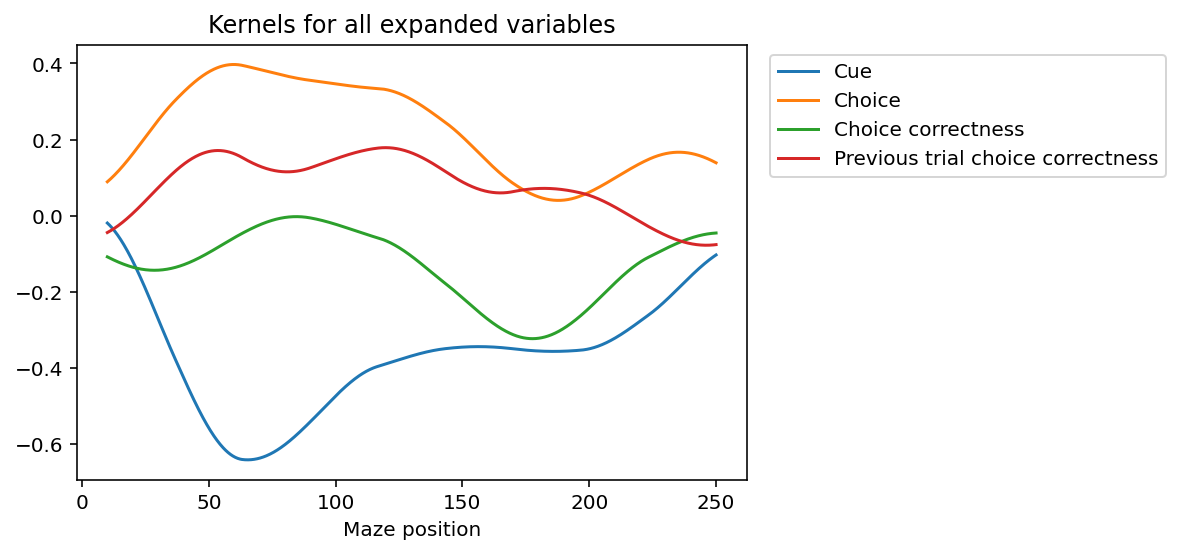 Kernels for all expanded variables
0.4
0.2
0.0
−0.2
−0.4
−0.6
0
50
100
150
200
250
Maze position
Cue
Choice
Choice correctness
Previous trial choice correctness